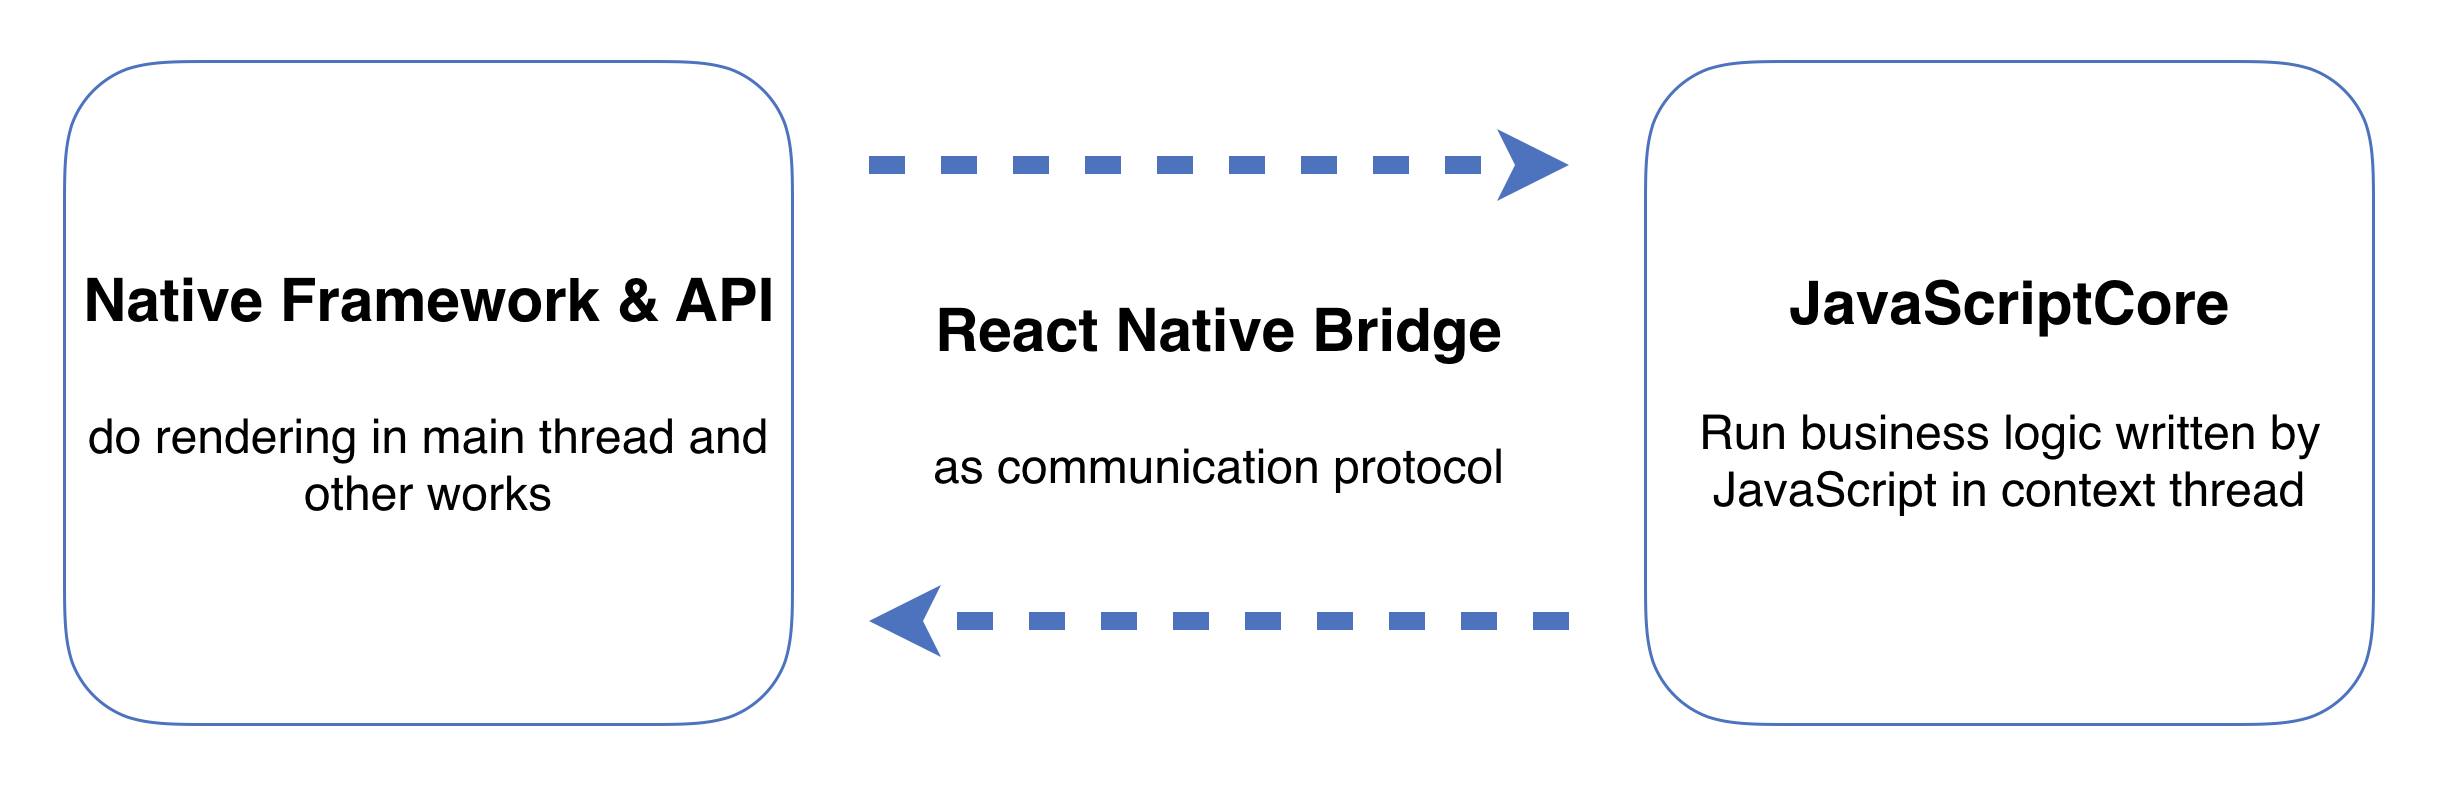 Native Framework & API
do rendering in main thread and
other works
React Native Bridge
as communication protocol
JavaScriptCore
Run business logic written by
JavaScript in context thread